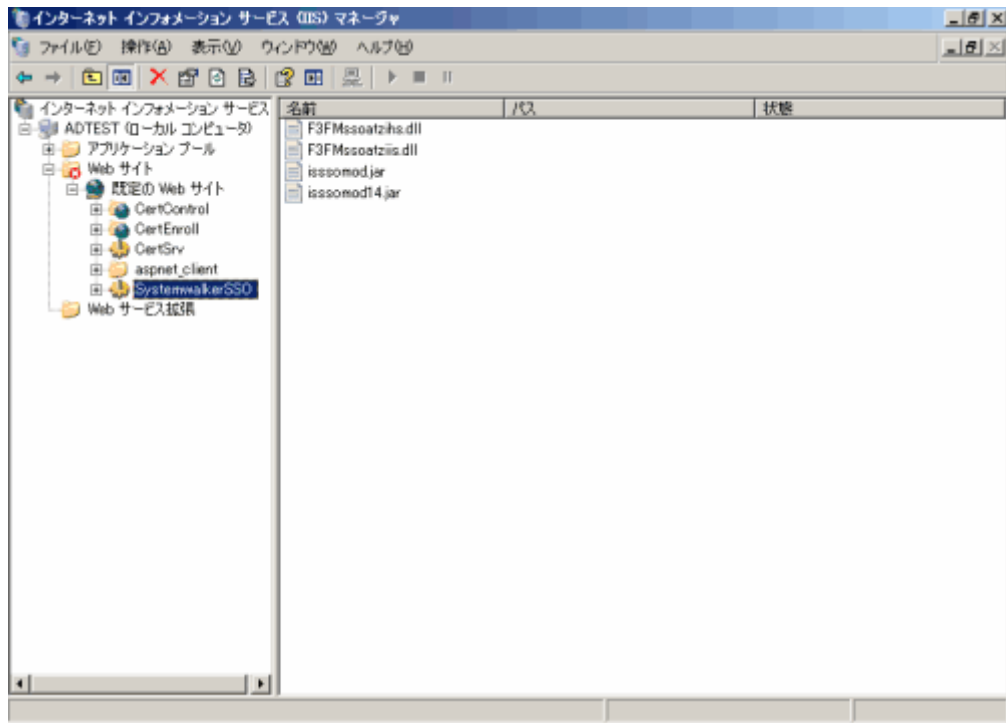 インターネット インフォメーション サービス (IIS) マネージャ
ファイル(F) 操作(A) 表示(V) ウィンドウ(W) ヘルプ(H)
インターネット インフォメーション サービス
ADTEST (ローカル コンピュータ)
アプリケーション プール
Web サイト
既定の Web サイト
CertControl
CertEnroll
CertSrv
aspnet_client
SystemwalkerSSO
Web サービス拡張
名前 パス 状態
F3FMssoatzihs.dll
F3FMssoatziis.dll
isssomod.jar
isssomod14.jar